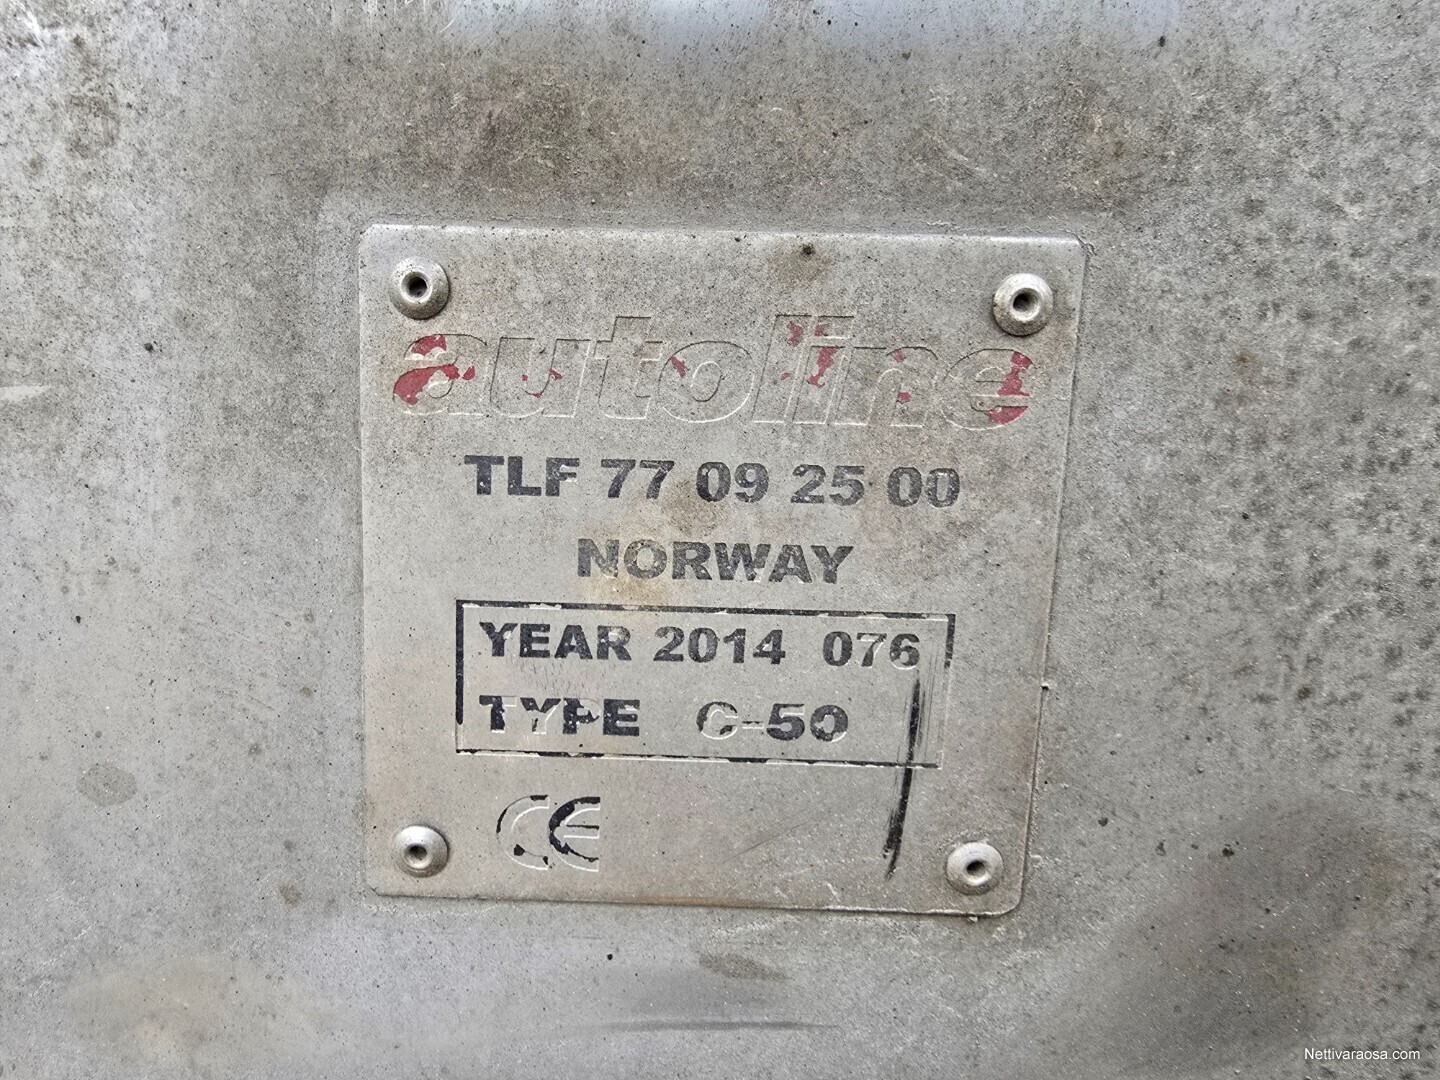 autoline
TLF 77 09 25 00
NORWAY
YEAR 2014 076
TYPE C-50
CE
Nettivaraosa.com